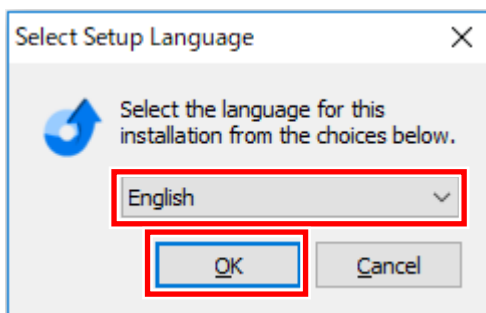 Select Setup Language
Select the language for this
installation from the choices below.
English
OK
Cancel